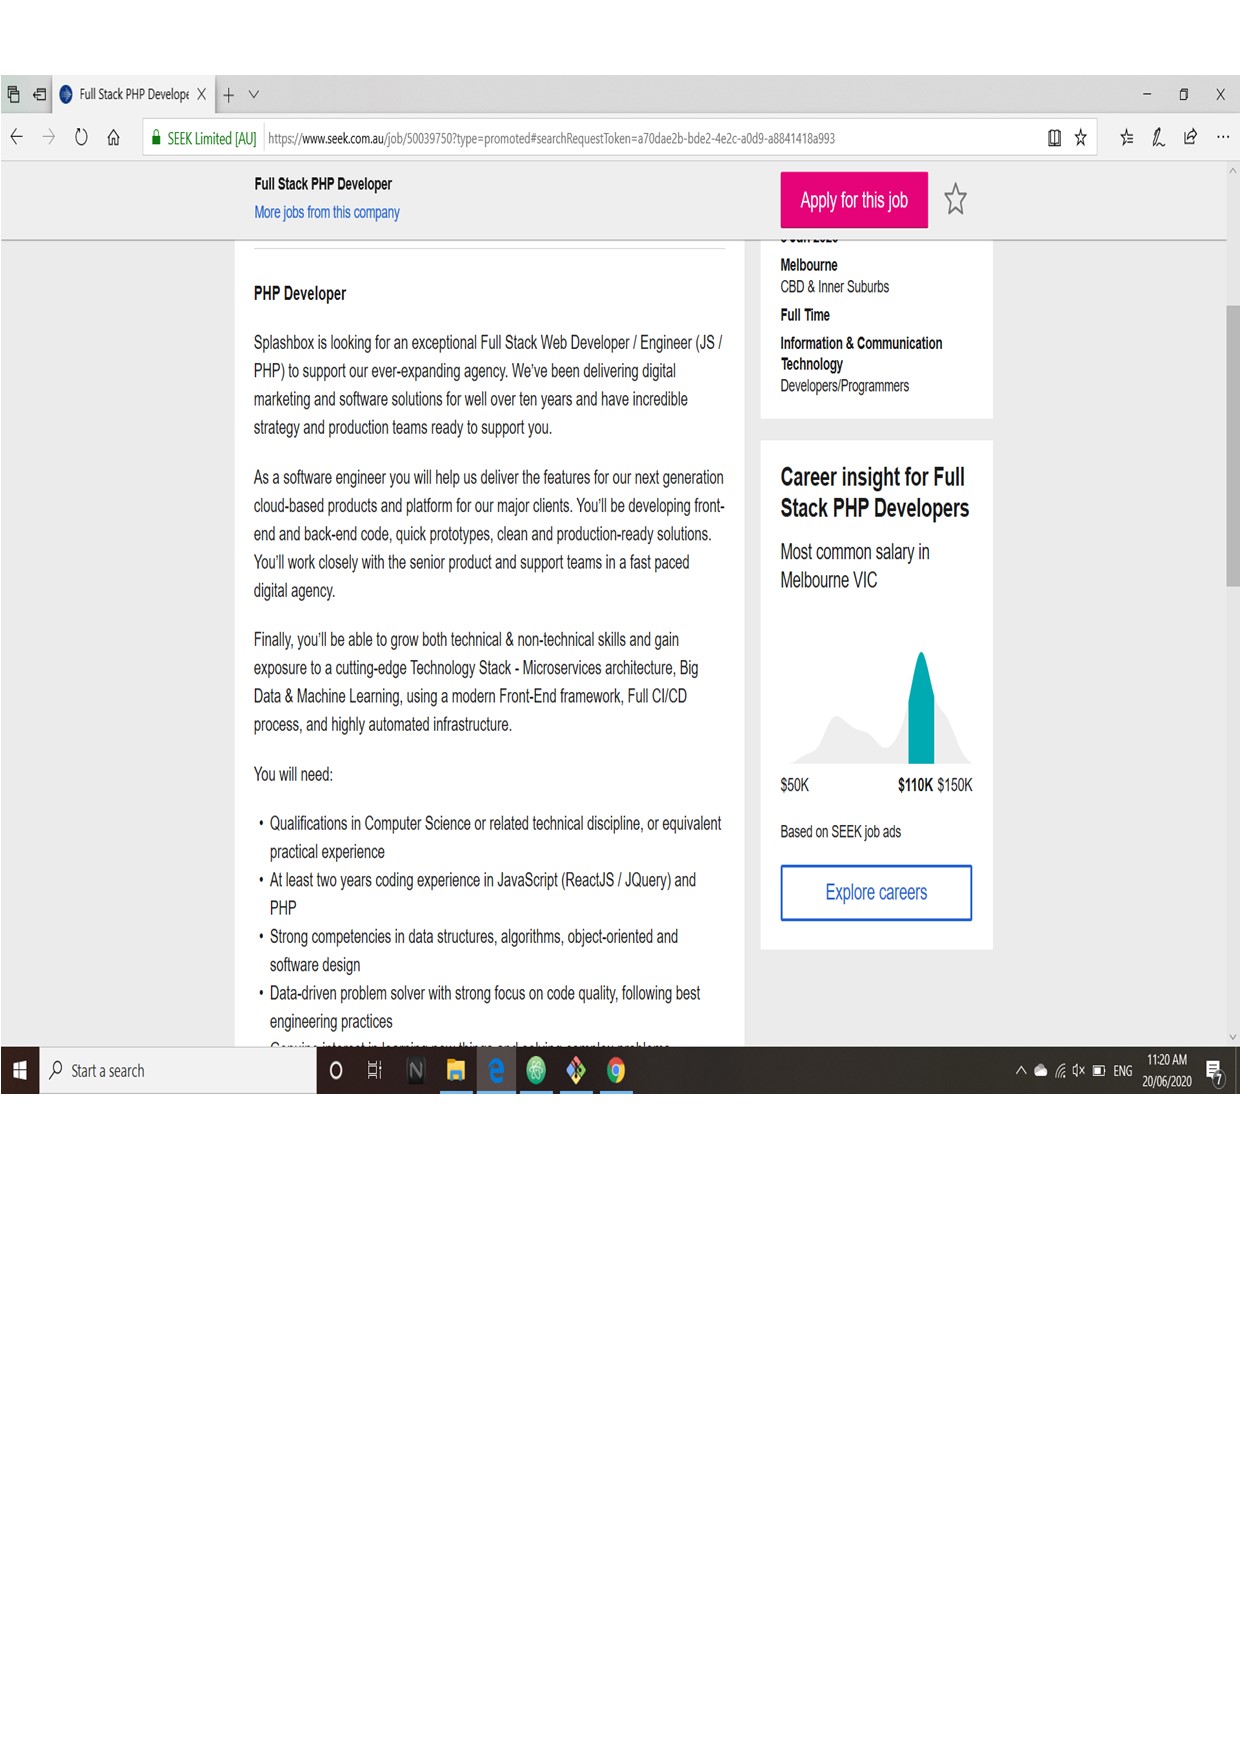 Full Stack PHP Develope
SEEK Limited [AU]
https://www.seek.com.au/job/50039750?type=promoted#searchRequestToken=a70dae2b-bde2-4e2c-a0d9-a8841418a993
Full Stack PHP Developer
More jobs from this company
Apply for this job
PHP Developer
Splashbox is looking for an exceptional Full Stack Web Developer / Engineer (JS /
PHP) to support our ever-expanding agency. We've been delivering digital
marketing and software solutions for well over ten years and have incredible
strategy and production teams ready to support you.
As a software engineer you will help us deliver the features for our next generation
cloud-based products and platform for our major clients. You'll be developing front-
end and back-end code, quick prototypes, clean and production-ready solutions.
You'll work closely with the senior product and support teams in a fast paced
digital agency.
Finally, you'll be able to grow both technical & non-technical skills and gain
exposure to a cutting-edge Technology Stack - Microservices architecture, Big
Data & Machine Learning, using a modern Front-End framework, Full CI/CD
process, and highly automated infrastructure.
You will need:
• Qualifications in Computer Science or related technical discipline, or equivalent
practical experience
• At least two years coding experience in JavaScript (ReactJS / JQuery) and
PHP
• Strong competencies in data structures, algorithms, object-oriented and
software design
• Data-driven problem solver with strong focus on code quality, following best
engineering practices
Melbourne
CBD & Inner Suburbs
Full Time
Information & Communication
Technology
Developers/Programmers
Career insight for Full
Stack PHP Developers
Most common salary in
Melbourne VIC
$50K
$110K $150K
Based on SEEK job ads
Explore careers
Start a search
N
ENG
11:20 AM
20/06/2020
7